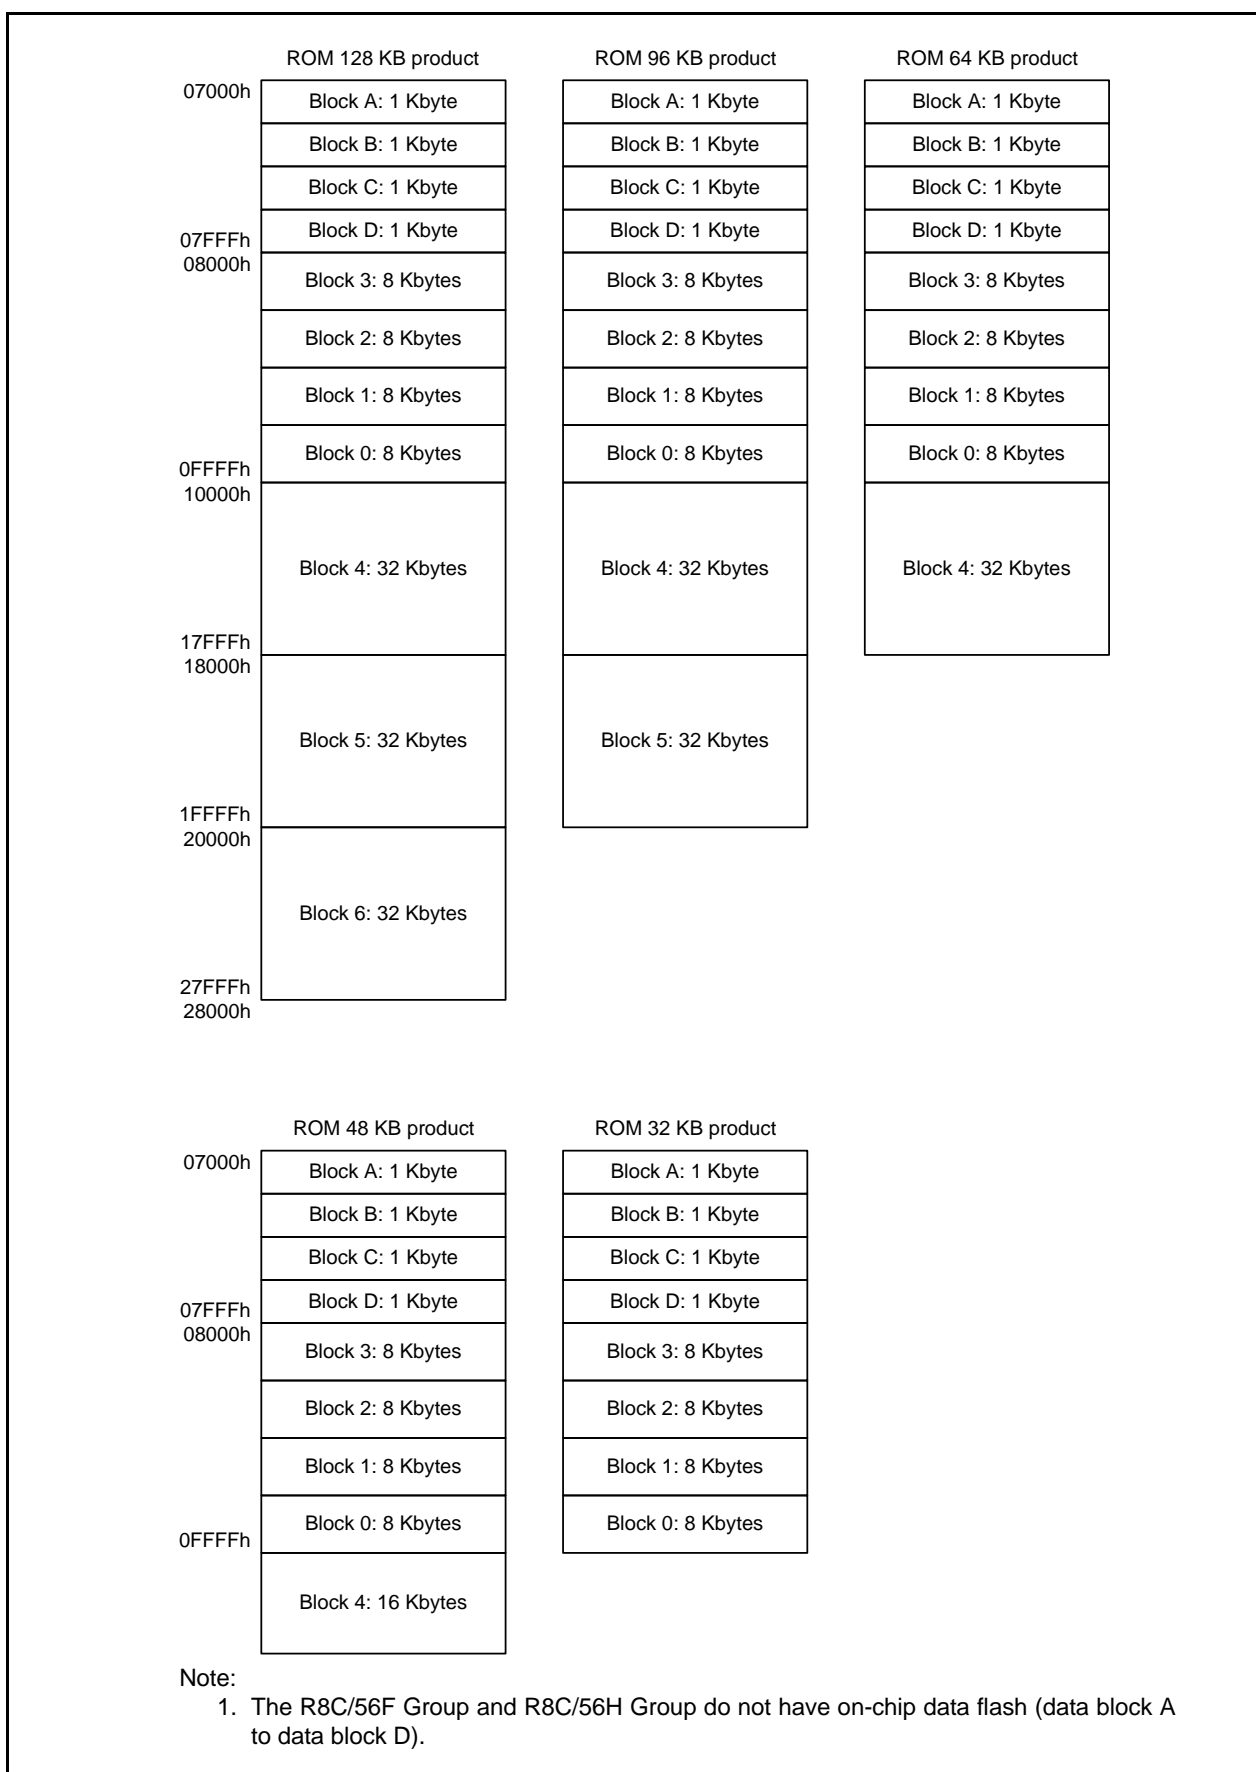 ROM 128 KB product ROM 96 KB product ROM 64 KB product
07000h
Block A: 1 Kbyte Block A: 1 Kbyte Block A: 1 Kbyte
Block B: 1 Kbyte Block B: 1 Kbyte Block B: 1 Kbyte
Block C: 1 Kbyte Block C: 1 Kbyte Block C: 1 Kbyte
Block D: 1 Kbyte Block D: 1 Kbyte Block D: 1 Kbyte
07FFFh
08000h
Block 3: 8 Kbytes Block 3: 8 Kbytes Block 3: 8 Kbytes
Block 2: 8 Kbytes Block 2: 8 Kbytes Block 2: 8 Kbytes
Block 1: 8 Kbytes Block 1: 8 Kbytes Block 1: 8 Kbytes
Block 0: 8 Kbytes Block 0: 8 Kbytes Block 0: 8 Kbytes
0FFFFh
10000h
Block 4: 32 Kbytes Block 4: 32 Kbytes Block 4: 32 Kbytes
17FFFh
18000h
Block 5: 32 Kbytes Block 5: 32 Kbytes
1FFFFh
20000h
Block 6: 32 Kbytes
27FFFh
28000h
ROM 48 KB product ROM 32 KB product
07000h
Block A: 1 Kbyte Block A: 1 Kbyte
Block B: 1 Kbyte Block B: 1 Kbyte
Block C: 1 Kbyte Block C: 1 Kbyte
Block D: 1 Kbyte Block D: 1 Kbyte
07FFFh
08000h
Block 3: 8 Kbytes Block 3: 8 Kbytes
Block 2: 8 Kbytes Block 2: 8 Kbytes
Block 1: 8 Kbytes Block 1: 8 Kbytes
Block 0: 8 Kbytes Block 0: 8 Kbytes
0FFFFh
Block 4: 16 Kbytes
Note:
1. The R8C/56F Group and R8C/56H Group do not have on-chip data flash (data block A
to data block D).